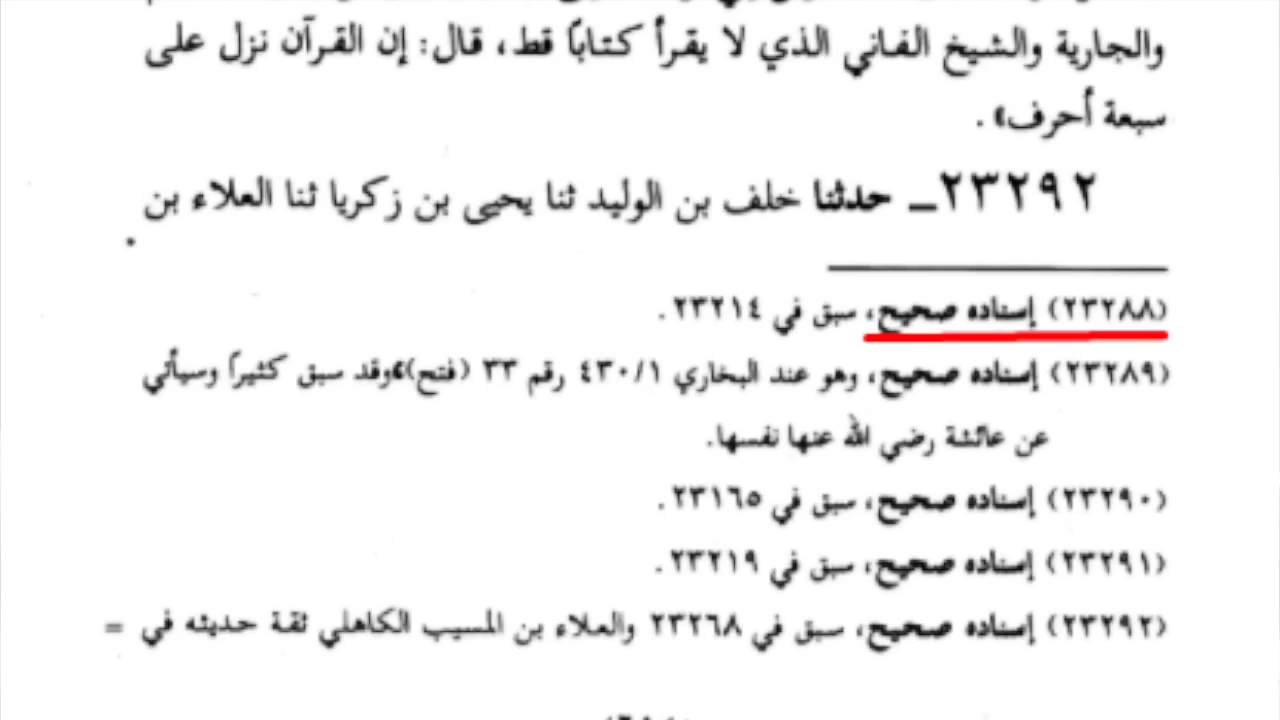 والجارية والشيخ الفاني الذي لا يقرأ كتابًا قط، قال: إن القرآن نزل على
سبعة أحرف» .
٢٣٢٩٢ـ حدثنا خلف بن الوليد ثنا يحيى بن زكريا ثنا العلاء بن
(٢٣٢٨٨) إسناده صحيح، سبق في ٢٣٢١٤ .
(٢٣٢٨٩) إسناده صحيح، وهو عند البخاري ٤٣٠/١ رقم ٣٣ (فتح)، وقد سبق كثيرًا وسيأتي
عن عائشة رضي الله عنها نفسها.
(٢٣٢٩٠) إسناده صحيح، سبق في ٢٣١٦٥ .
(٢٣٢٩١) إسناده صحيح، سبق في ٢٣٢١٩ .
(٢٣٢٩٢) إسناده صحيح، سبق في ٢٣٢٦٨ والعلاء بن المسيب الكاهلي ثقة حديثه في =